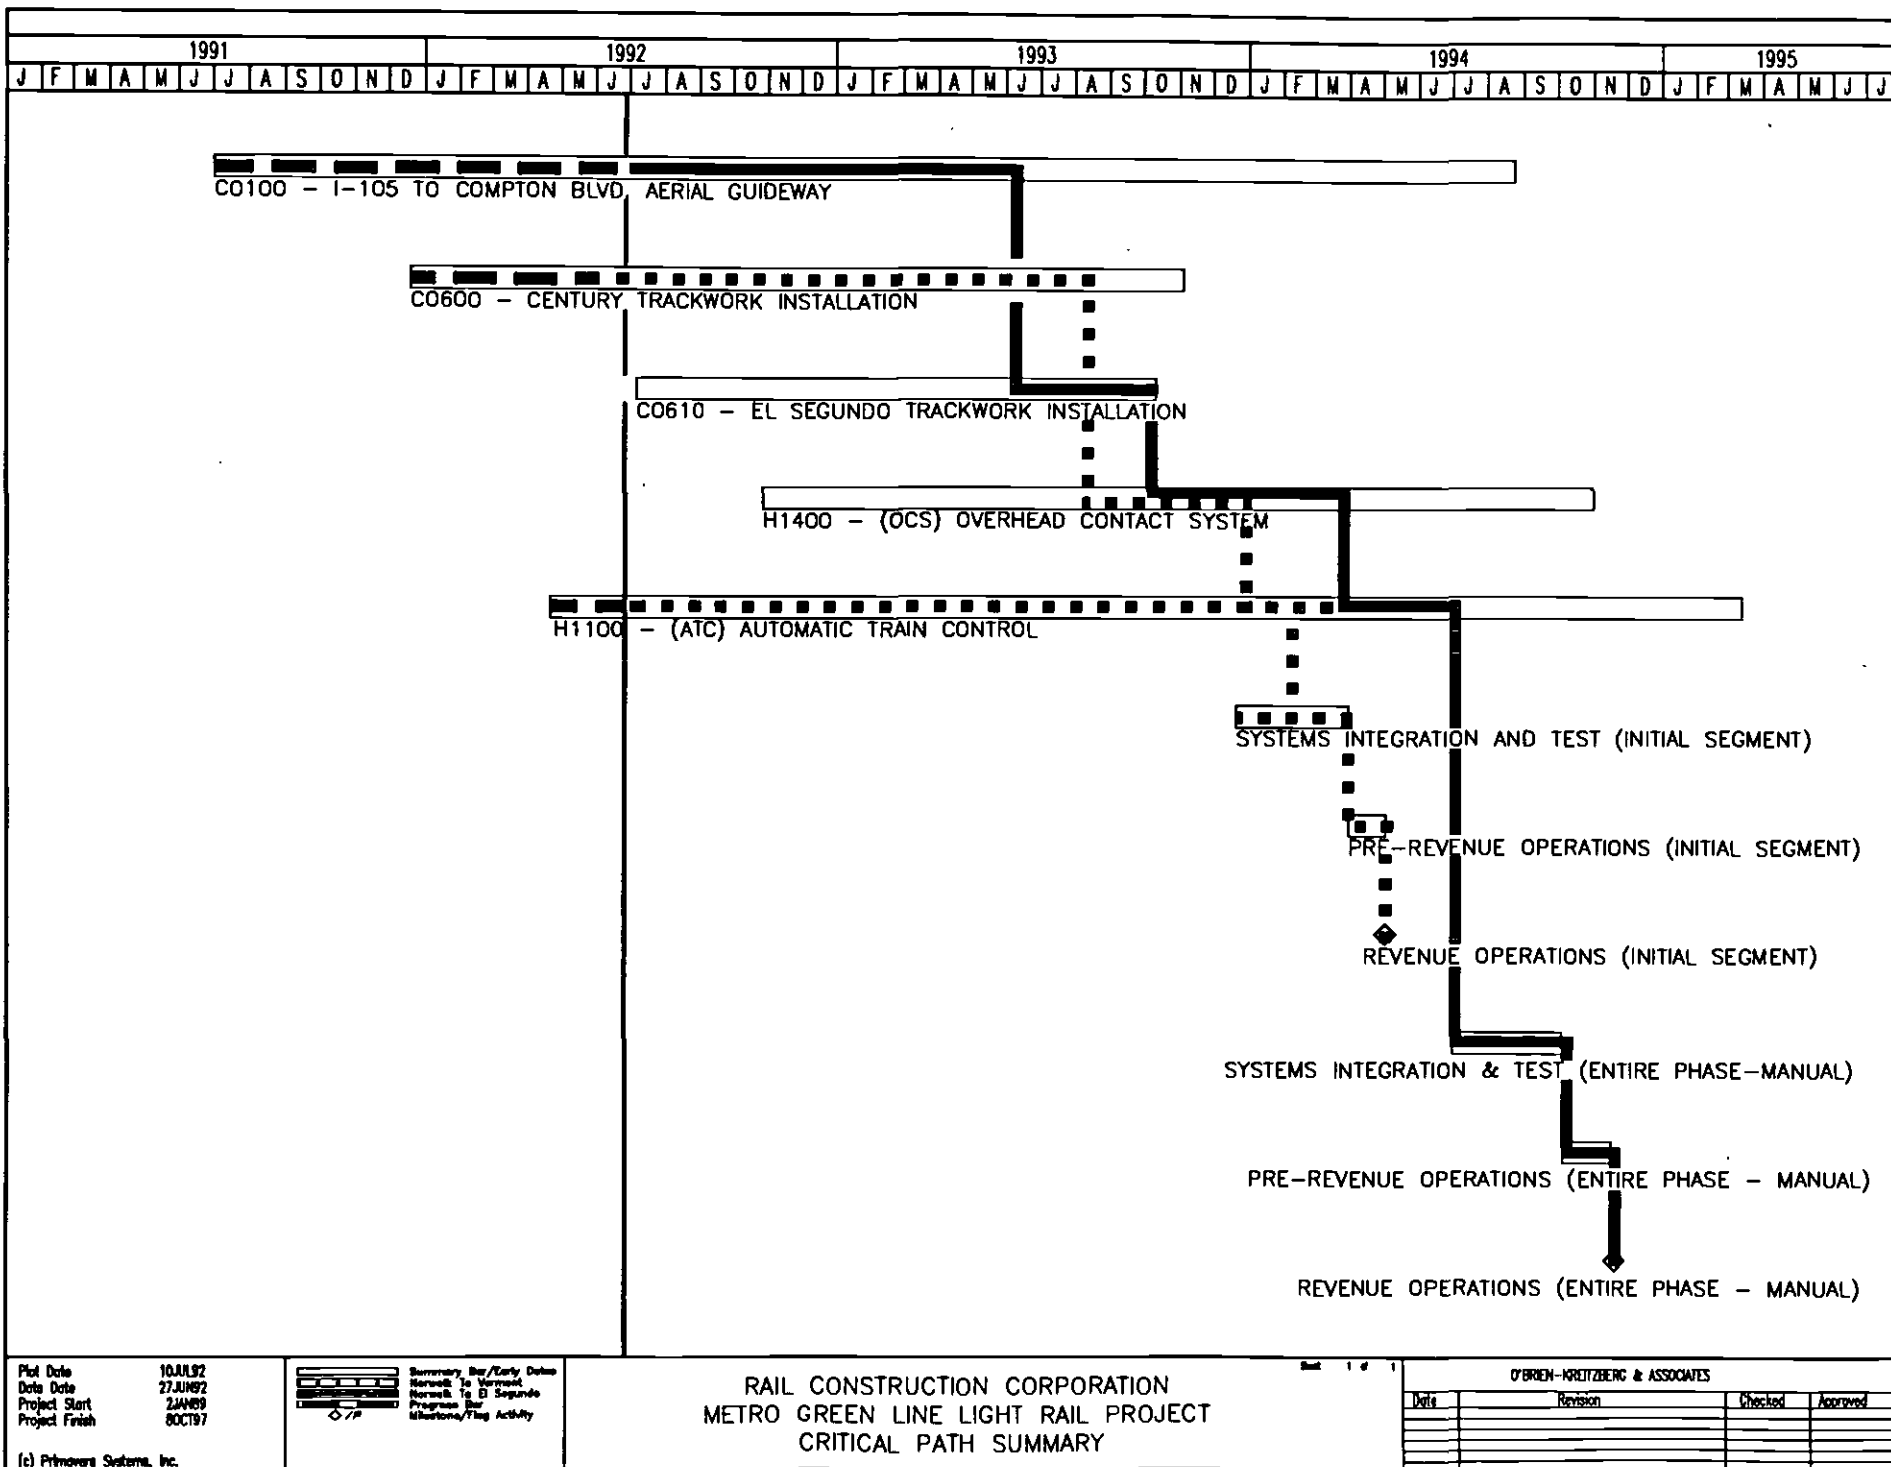 1991 1992 1993 1994 1995
J F M A M J J A S O N D J F M A M J J A S O N D J F M A M J J A S O N D J F M A M J J A S O N D J F M A M J J
CO100 – I-105 TO COMPTON BLVD, AERIAL GUIDEWAY
CO600 – CENTURY TRACKWORK INSTALLATION
CO610 – EL SEGUNDO TRACKWORK INSTALLATION
H1400 – (OCS) OVERHEAD CONTACT SYSTEM
H1100 – (ATC) AUTOMATIC TRAIN CONTROL
SYSTEMS INTEGRATION AND TEST (INITIAL SEGMENT)
PRE-REVENUE OPERATIONS (INITIAL SEGMENT)
REVENUE OPERATIONS (INITIAL SEGMENT)
SYSTEMS INTEGRATION & TEST (ENTIRE PHASE-MANUAL)
PRE-REVENUE OPERATIONS (ENTIRE PHASE – MANUAL)
REVENUE OPERATIONS (ENTIRE PHASE – MANUAL)
Plot Date 10JUL92
Data Date 27JUN92
Project Start 2JAN89
Project Finish 8OCT97
(c) Primavera Systems, Inc.
Summary Bar/Early Dates
Norwalk To Vermont
Norwalk To El Segundo
Progress Bar
◇/P Milestone/Flag Activity
RAIL CONSTRUCTION CORPORATION
METRO GREEN LINE LIGHT RAIL PROJECT
CRITICAL PATH SUMMARY
Sheet 1 of 1
O'BRIEN-KREITZBERG & ASSOCIATES
Date Revision Checked Approved